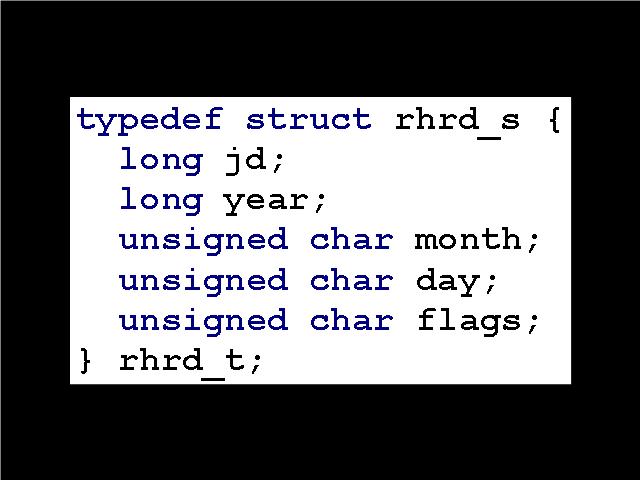 typedef struct rhrd_s {
  long jd;
  long year;
  unsigned char month;
  unsigned char day;
  unsigned char flags;
} rhrd_t;